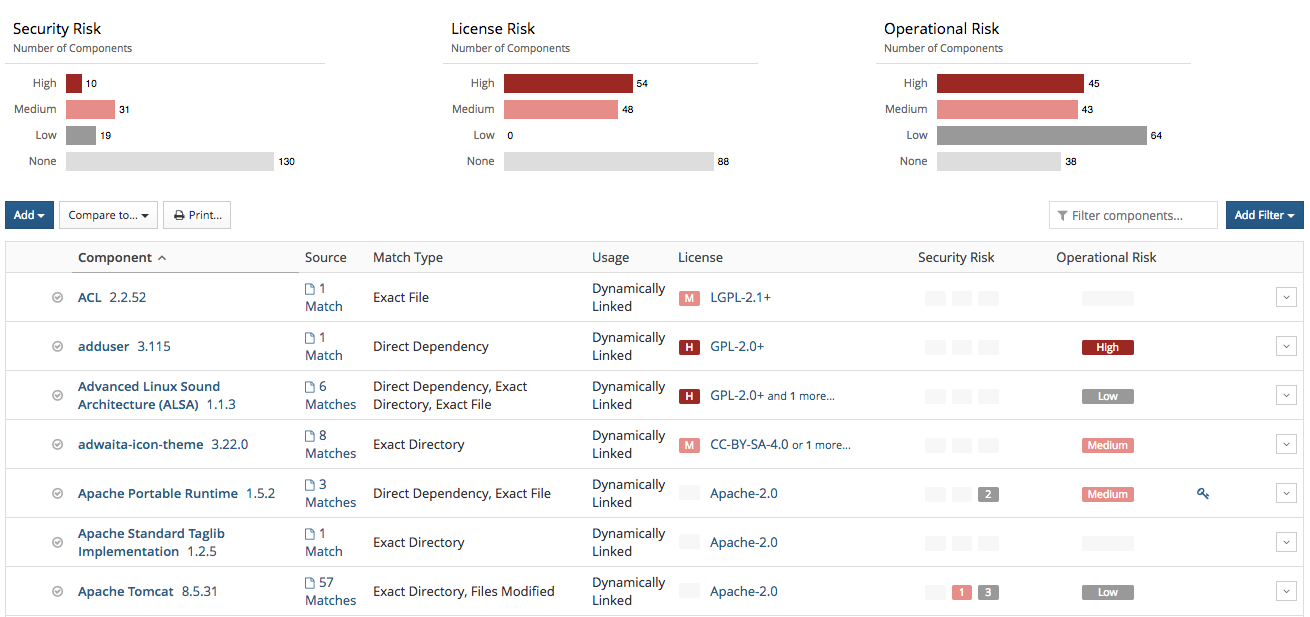 Security Risk
Number of Components
High 10
Medium 31
Low 19
None 130
License Risk
Number of Components
High 54
Medium 48
Low 0
None 88
Operational Risk
Number of Components
High 45
Medium 43
Low 64
None 38
Add Compare to... Print... Filter components... Add Filter
Component Source Match Type Usage License Security Risk Operational Risk
ACL 2.2.52 1 Match Exact File Dynamically Linked M LGPL-2.1+
adduser 3.115 1 Match Direct Dependency Dynamically Linked H GPL-2.0+ High
Advanced Linux Sound Architecture (ALSA) 1.1.3 6 Matches Direct Dependency, Exact Directory, Exact File Dynamically Linked H GPL-2.0+ and 1 more... Low
adwaita-icon-theme 3.22.0 8 Matches Exact Directory Dynamically Linked M CC-BY-SA-4.0 or 1 more... Medium
Apache Portable Runtime 1.5.2 3 Matches Direct Dependency, Exact File Dynamically Linked Apache-2.0 2 Medium
Apache Standard Taglib Implementation 1.2.5 1 Match Exact Directory Dynamically Linked Apache-2.0
Apache Tomcat 8.5.31 57 Matches Exact Directory, Files Modified Dynamically Linked Apache-2.0 1 3 Low